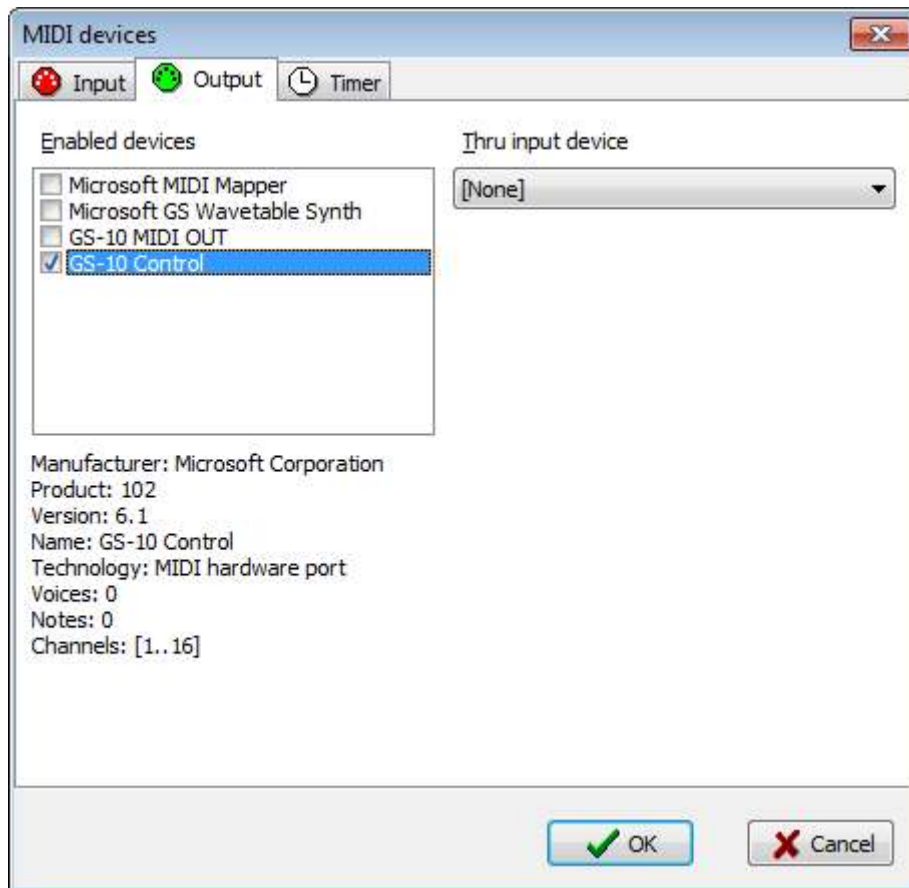 MIDI devices
Input Output Timer
Enabled devices
Thru input device
Microsoft MIDI Mapper
Microsoft GS Wavetable Synth
GS-10 MIDI OUT
GS-10 Control
[None]
Manufacturer: Microsoft Corporation
Product: 102
Version: 6.1
Name: GS-10 Control
Technology: MIDI hardware port
Voices: 0
Notes: 0
Channels: [1..16]
OK Cancel